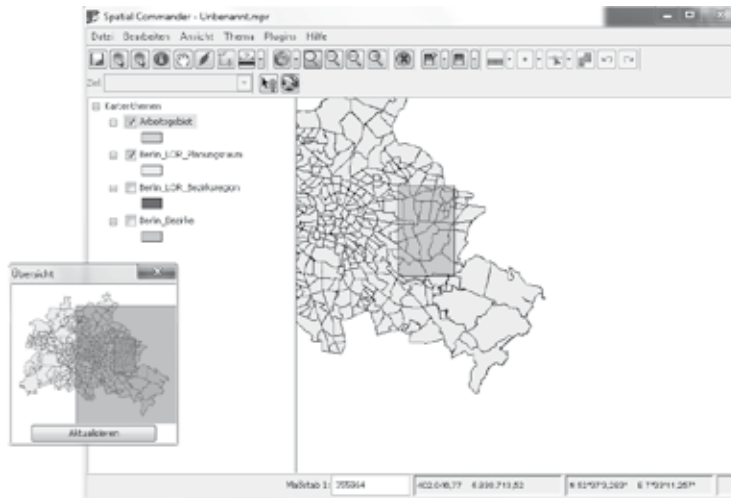 Spatial Commander - Unbenannt.mpr
Datei Bearbeiten Ansicht Thema Plugins Hilfe
Ziel
Kartenthemen
Arbeitsgebiet
Berlin_LOR_Planungsraum
Berlin_LOR_Bezirksregion
Berlin_Bezirke
Übersicht
Aktualisieren
Maßstab 1: